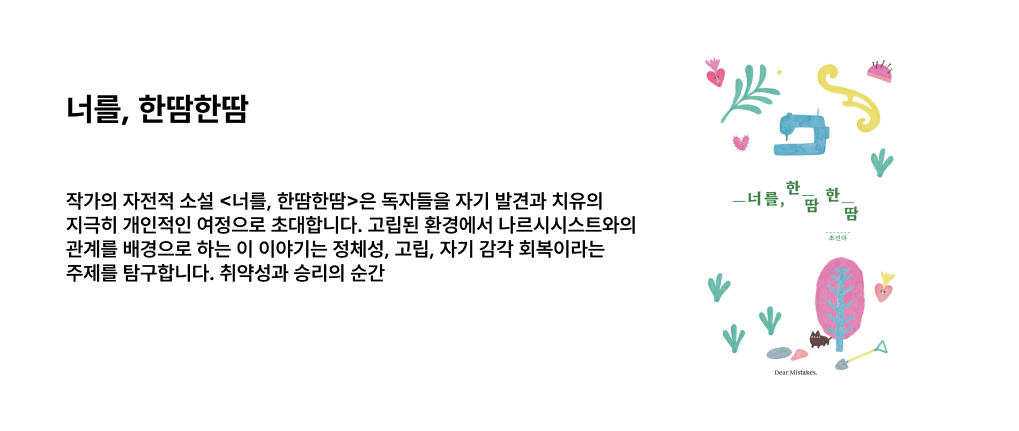 너를, 한땀한땀
작가의 자전적 소설 <너를, 한땀한땀>은 독자들을 자기 발견과 치유의
지극히 개인적인 여정으로 초대합니다. 고립된 환경에서 나르시시스트와의
관계를 배경으로 하는 이 이야기는 정체성, 고립, 자기 감각 회복이라는
주제를 탐구합니다. 취약성과 승리의 순간
너를, 한땀 한땀
조선아
Dear Mistakes.